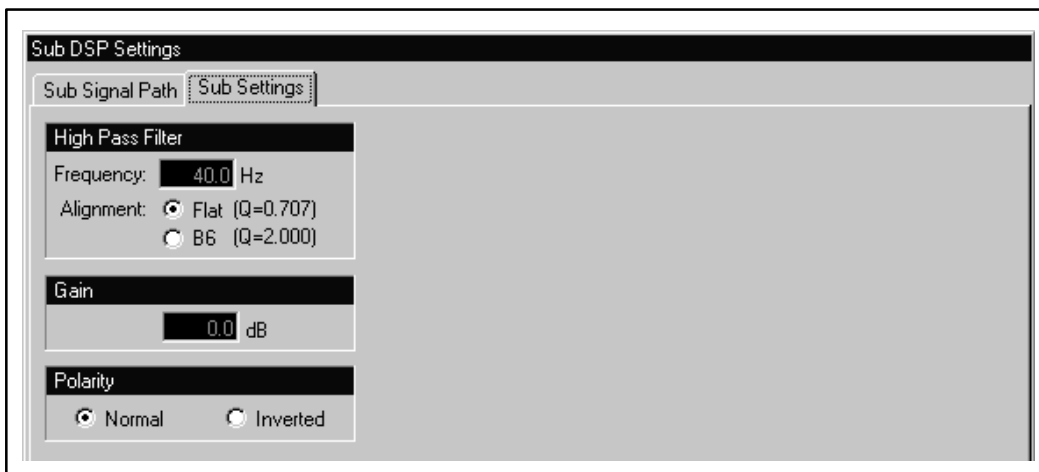 Sub DSP Settings
Sub Signal Path Sub Settings
High Pass Filter
Frequency: 40.0 Hz
Alignment: Flat (Q=0.707)
B6 (Q=2.000)
Gain
0.0 dB
Polarity
Normal Inverted